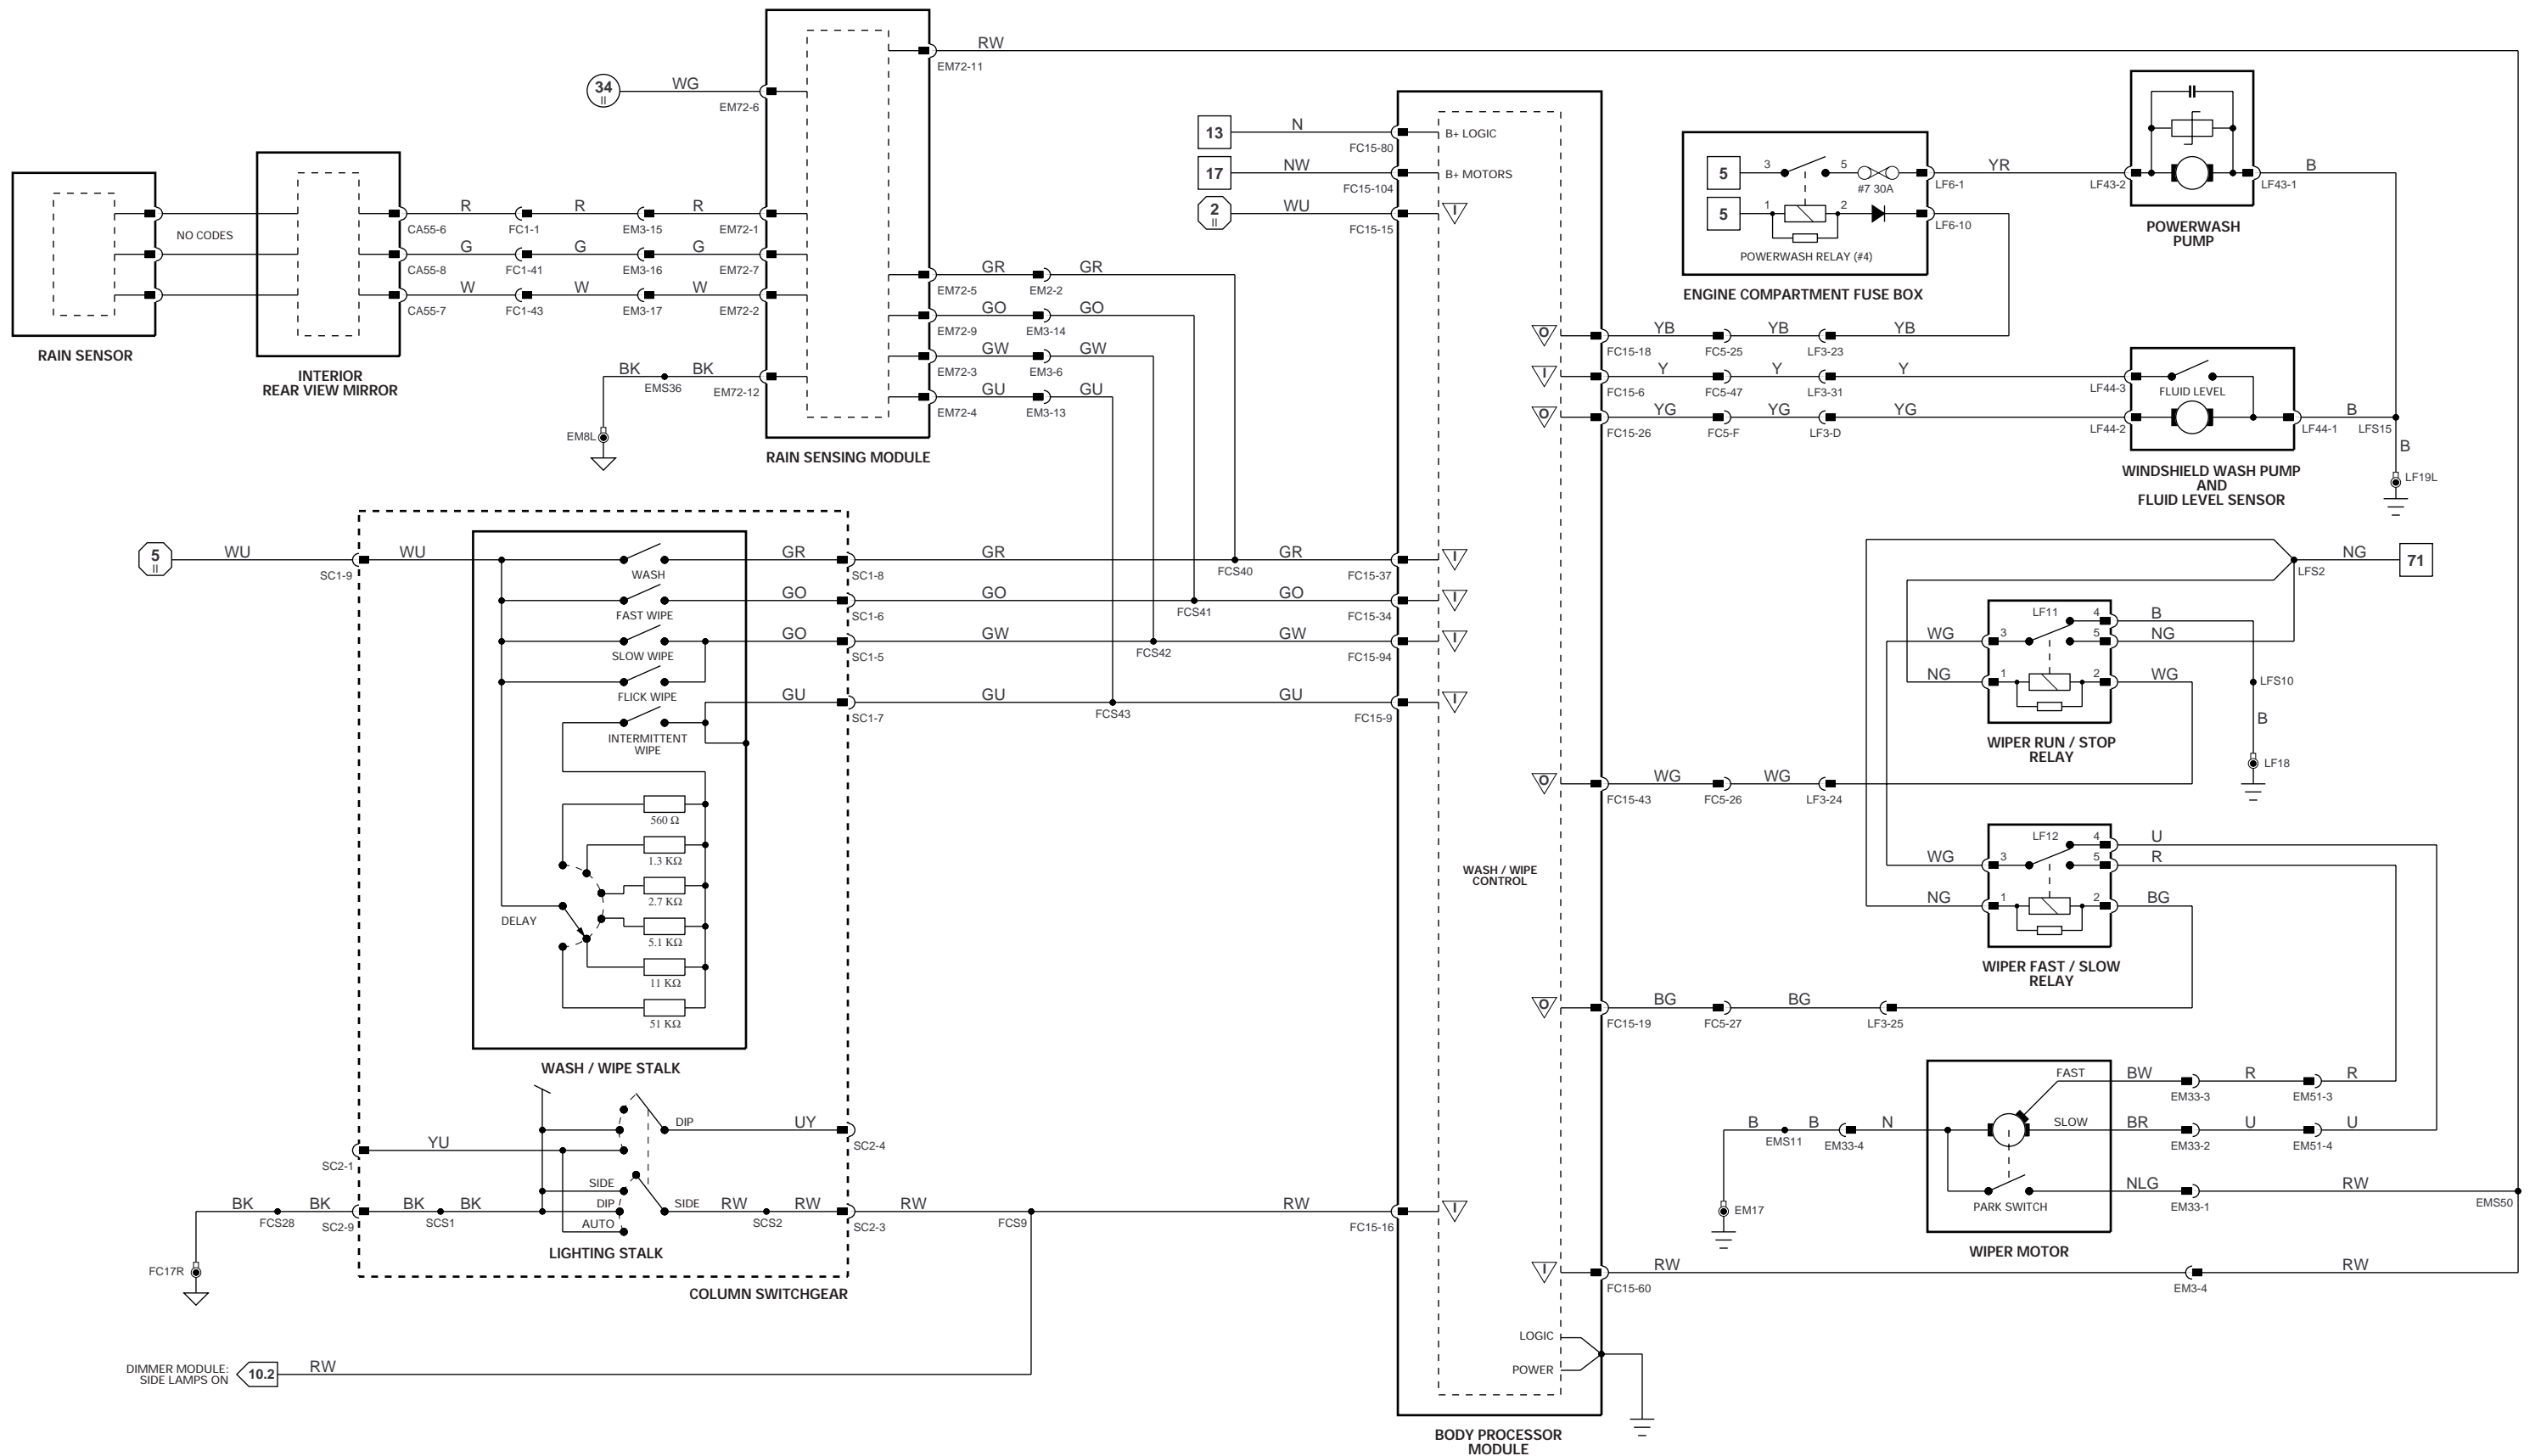 RW
EM72-11
34
II
WG
EM72-6
NO CODES
RAIN SENSOR
INTERIOR
REAR VIEW MIRROR
R
R
R
CA55-6
FC1-1
EM3-15
EM72-1
G
G
G
CA55-8
FC1-41
EM3-16
EM72-7
W
W
W
CA55-7
FC1-43
EM3-17
EM72-2
BK
BK
EMS36
EM72-12
EM8L
GR
GR
EM72-5
EM2-2
GO
GO
EM72-9
EM3-14
GW
GW
EM72-3
EM3-6
GU
GU
EM72-4
EM3-13
RAIN SENSING MODULE
13
N
FC15-80
B+ LOGIC
17
NW
FC15-104
B+ MOTORS
2
II
WU
FC15-15
I
5
3
5
#7 30A
LF6-1
YR
LF43-2
LF43-1
B
5
1
2
LF6-10
POWERWASH RELAY (#4)
ENGINE COMPARTMENT FUSE BOX
POWERWASH
PUMP
O
YB
YB
YB
FC15-18
FC5-25
LF3-23
I
Y
Y
Y
FC15-6
FC5-47
LF3-31
LF44-3
FLUID LEVEL
O
YG
YG
YG
FC15-26
FC5-F
LF3-D
LF44-2
LF44-1
B
LFS15
B
LF19L
WINDSHIELD WASH PUMP
AND
FLUID LEVEL SENSOR
5
II
WU
SC1-9
WU
WASH
GR
SC1-8
GR
FCS40
GR
FC15-37
I
FAST WIPE
GO
SC1-6
GO
FCS41
GO
FC15-34
I
SLOW WIPE
GO
SC1-5
GW
FCS42
GW
FC15-94
I
FLICK WIPE
GU
SC1-7
GU
FCS43
GU
FC15-9
I
INTERMITTENT
WIPE
560 Ω
1.3 KΩ
2.7 KΩ
DELAY
5.1 KΩ
11 KΩ
51 KΩ
WASH / WIPE STALK
DIP
UY
SC2-4
YU
SC2-1
SIDE
DIP
AUTO
SIDE
BK
FCS28
BK
SC2-9
BK
SCS1
BK
RW
SCS2
RW
SC2-3
RW
FCS9
RW
FC15-16
I
LIGHTING STALK
FC17R
COLUMN SWITCHGEAR
DIMMER MODULE:
SIDE LAMPS ON
10.2
RW
WASH / WIPE
CONTROL
LFS2
NG
71
LF11
4
B
WG
3
5
NG
NG
1
2
WG
LFS10
B
LF18
WIPER RUN / STOP
RELAY
O
WG
WG
FC15-43
FC5-26
LF3-24
LF12
4
U
WG
3
5
R
NG
1
2
BG
WIPER FAST / SLOW
RELAY
O
BG
BG
FC15-19
FC5-27
LF3-25
FAST
BW
R
R
EM33-3
EM51-3
B
B
N
EMS11
EM33-4
SLOW
BR
U
U
EM33-2
EM51-4
EM17
PARK SWITCH
NLG
RW
EM33-1
EMS50
WIPER MOTOR
I
RW
RW
FC15-60
EM3-4
LOGIC
POWER
BODY PROCESSOR
MODULE